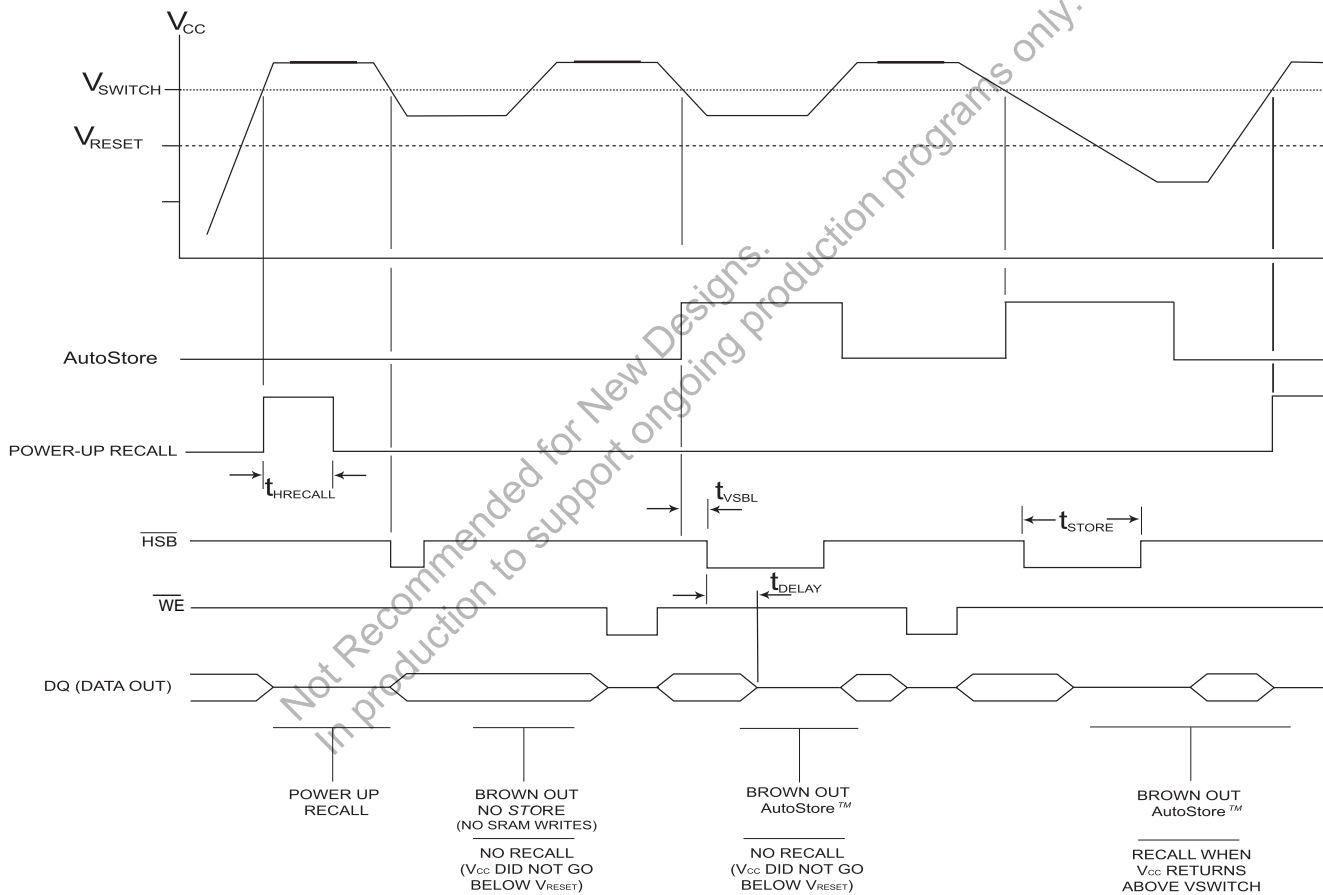 VCC
VSWITCH
VRESET
AutoStore
POWER-UP RECALL
tHRECALL
tVSBL
HSB
tSTORE
tDELAY
WE
DQ (DATA OUT)
POWER UP
RECALL
BROWN OUT
NO STORE
(NO SRAM WRITES)
NO RECALL
(VCC DID NOT GO
BELOW VRESET)
BROWN OUT
AutoStore™
NO RECALL
(VCC DID NOT GO
BELOW VRESET)
BROWN OUT
AutoStore™
RECALL WHEN
VCC RETURNS
ABOVE VSWITCH
Not Recommended for New Designs.
In production to support ongoing production programs only.